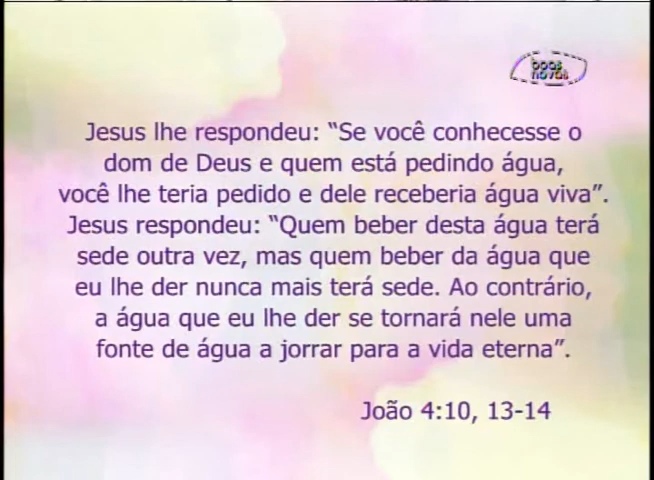 boas
novas
Jesus lhe respondeu: “Se você conhecesse o
dom de Deus e quem está pedindo água,
você lhe teria pedido e dele receberia água viva”.
Jesus respondeu: “Quem beber desta água terá
sede outra vez, mas quem beber da água que
eu lhe der nunca mais terá sede. Ao contrário,
a água que eu lhe der se tornará nele uma
fonte de água a jorrar para a vida eterna”.
João 4:10, 13-14